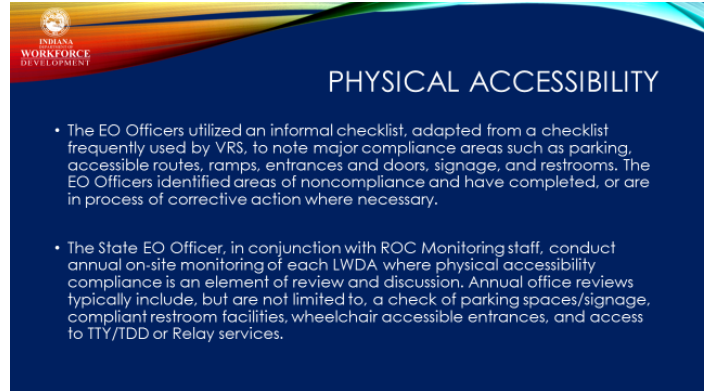 INDIANA
DEPARTMENT OF
WORKFORCE
DEVELOPMENT
PHYSICAL ACCESSIBILITY
• The EO Officers utilized an informal checklist, adapted from a checklist
frequently used by VRS, to note major compliance areas such as parking,
accessible routes, ramps, entrances and doors, signage, and restrooms. The
EO Officers identified areas of noncompliance and have completed, or are
in process of corrective action where necessary.
• The State EO Officer, in conjunction with ROC Monitoring staff, conduct
annual on-site monitoring of each LWDA where physical accessibility
compliance is an element of review and discussion. Annual office reviews
typically include, but are not limited to, a check of parking spaces/signage,
compliant restroom facilities, wheelchair accessible entrances, and access
to TTY/TDD or Relay services.